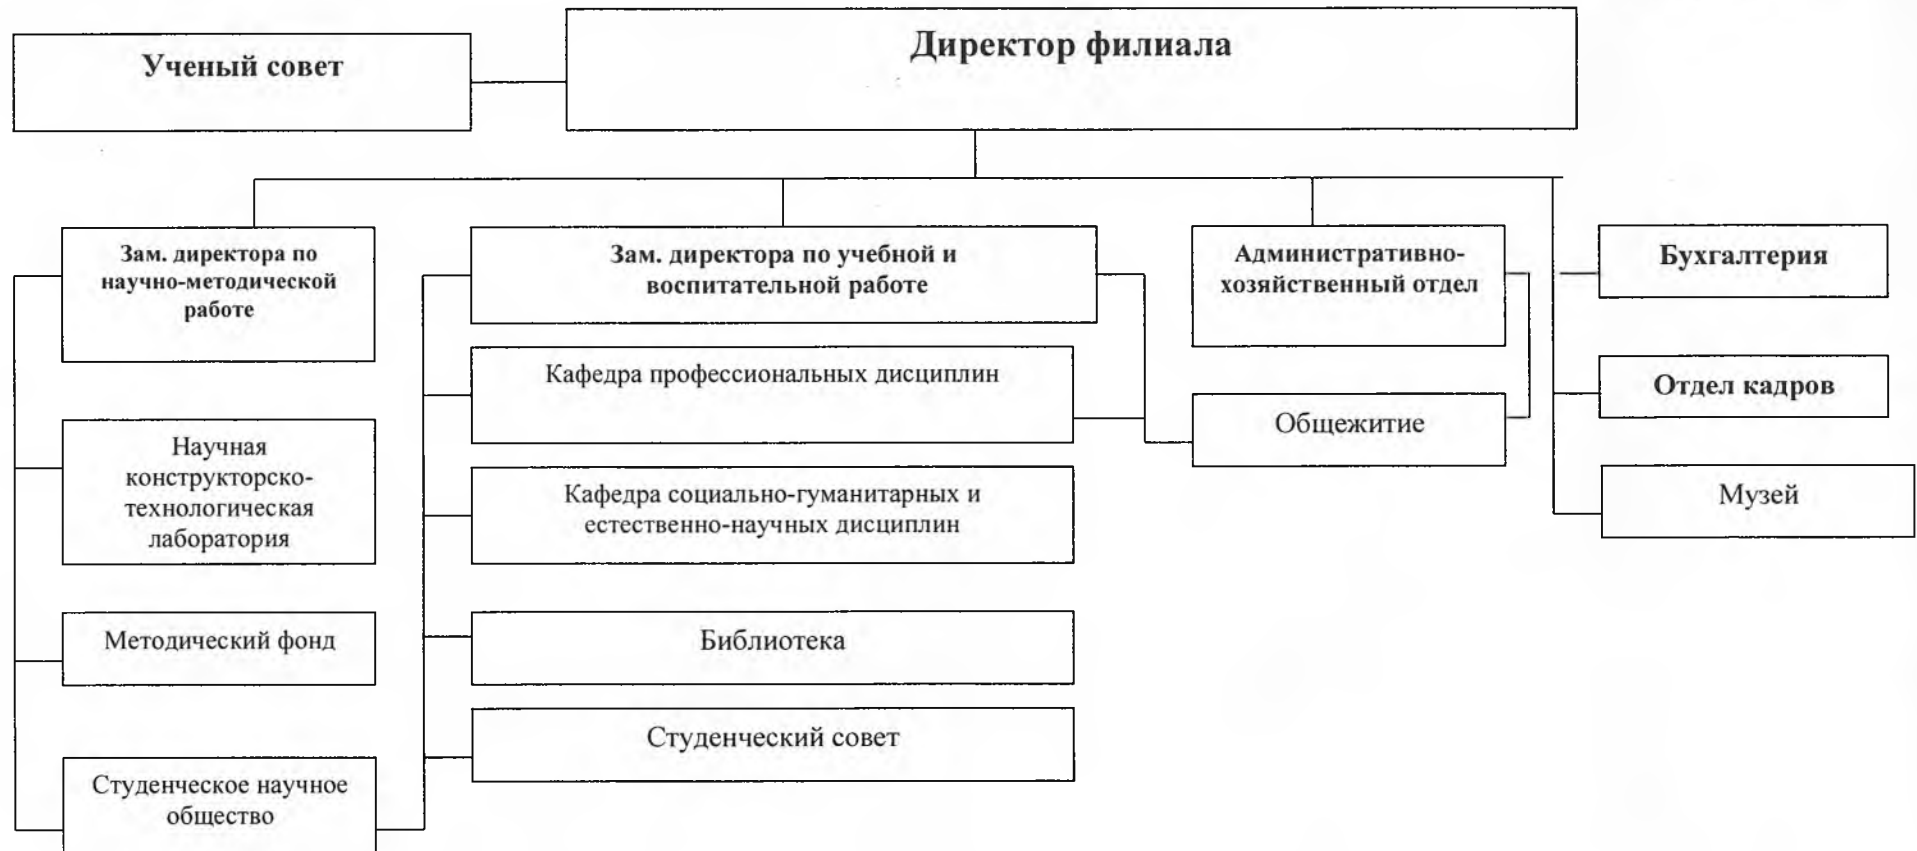 Ученый совет
Директор филиала
Зам. директора по
научно-методической
работе
Зам. директора по учебной и
воспитательной работе
Административно-
хозяйственный отдел
Бухгалтерия
Кафедра профессиональных дисциплин
Отдел кадров
Общежитие
Научная
конструкторско-
технологическая
лаборатория
Кафедра социально-гуманитарных и
естественно-научных дисциплин
Музей
Методический фонд
Библиотека
Студенческий совет
Студенческое научное
общество